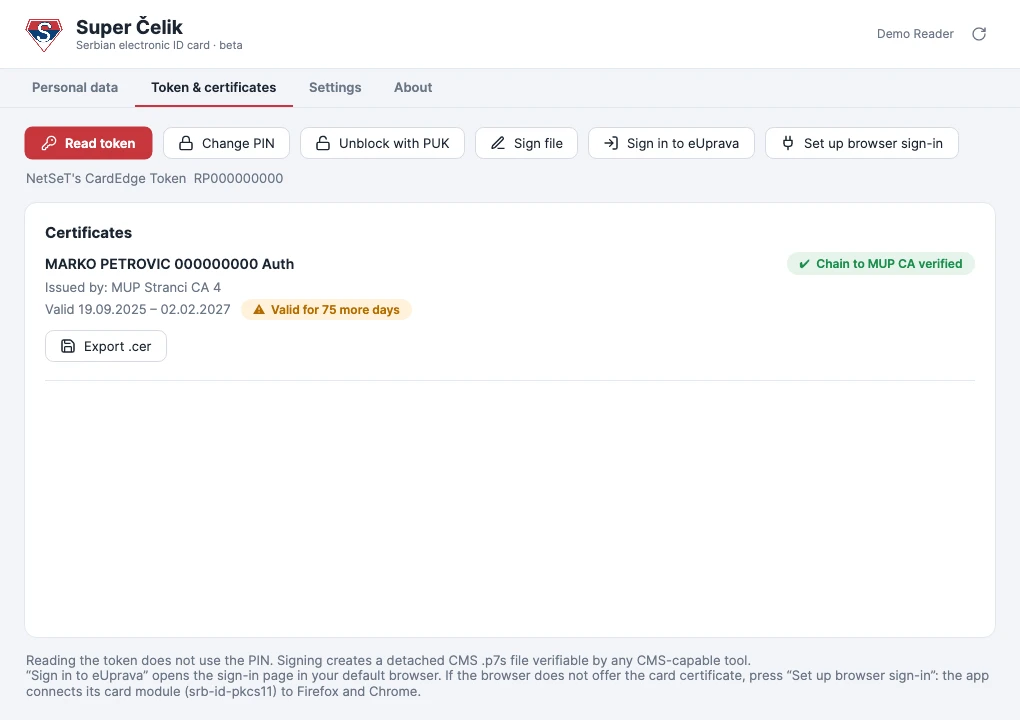 Super Čelik
Serbian electronic ID card · beta
Demo Reader
Personal data
Token & certificates
Settings
About
Read token
Change PIN
Unblock with PUK
Sign file
Sign in to eUprava
Set up browser sign-in
NetSeT's CardEdge Token RP000000000
Certificates
MARKO PETROVIC 000000000 Auth
✔ Chain to MUP CA verified
Issued by: MUP Stranci CA 4
Valid 19.09.2025 – 02.02.2027
Valid for 75 more days
Export .cer
Reading the token does not use the PIN. Signing creates a detached CMS .p7s file verifiable by any CMS-capable tool.
“Sign in to eUprava” opens the sign-in page in your default browser. If the browser does not offer the card certificate, press “Set up browser sign-in”: the app
connects its card module (srb-id-pkcs11) to Firefox and Chrome.